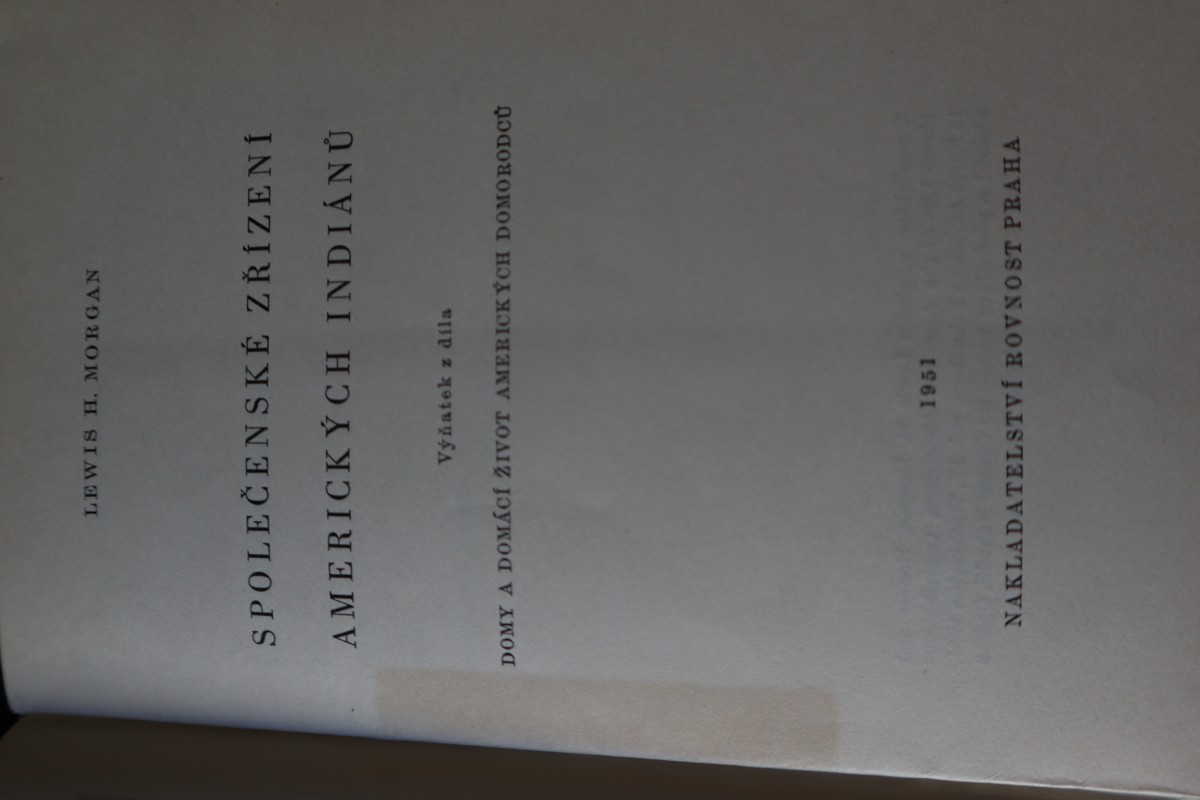 LEWIS H. MORGAN
SPOLEČENSKÉ ZŘÍZENÍ
AMERICKÝCH INDIÁNŮ
Výňatek z díla
DOMY A DOMÁCÍ ŽIVOT AMERICKÝCH DOMORODCŮ
1951
NAKLADATELSTVÍ ROVNOST PRAHA